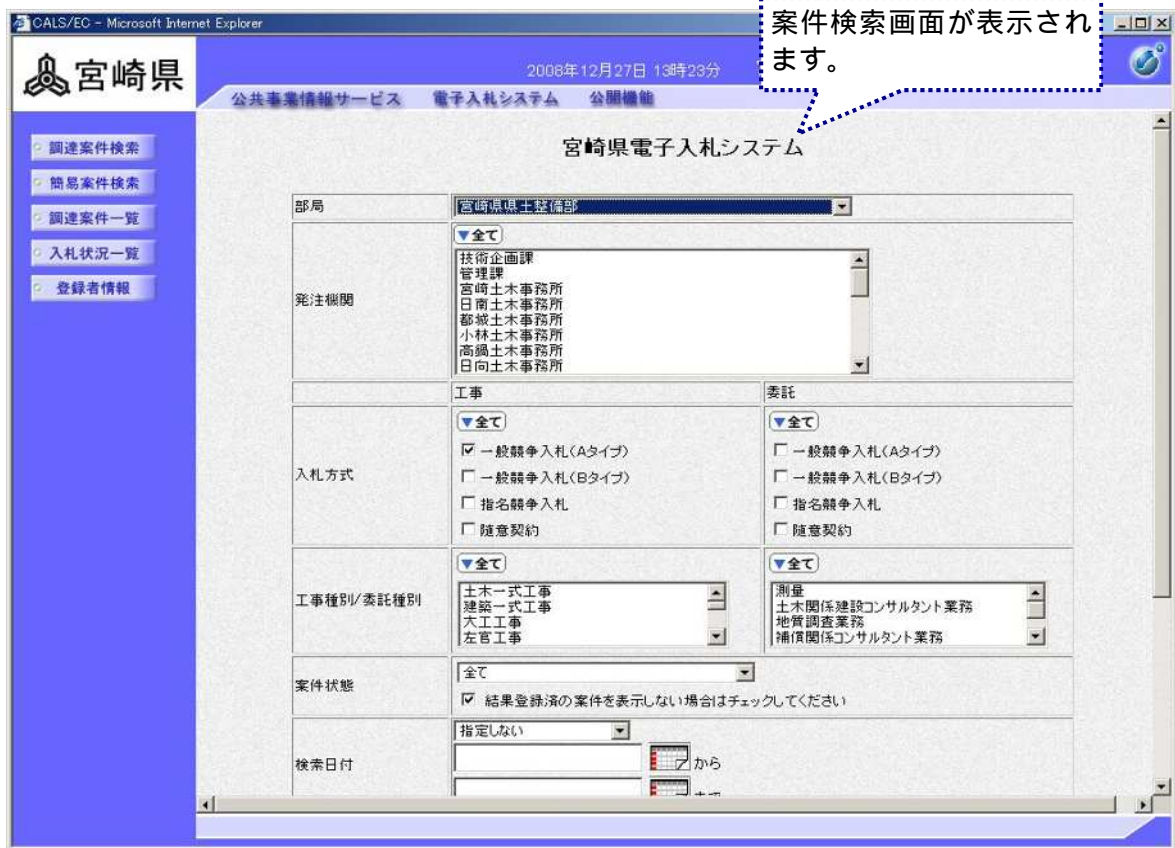 CALS/EC - Microsoft Internet Explorer
案件検索画面が表示され
ます。
宮崎県
2008年12月27日 13時23分
公共事業情報サービス 電子入札システム 公開機能
調達案件検索
簡易案件検索
調達案件一覧
入札状況一覧
登録者情報
宮崎県電子入札システム
部局 宮崎県県土整備部
発注機関
▼全て
技術企画課
管理課
宮崎土木事務所
日南土木事務所
都城土木事務所
小林土木事務所
高鍋土木事務所
日向土木事務所
工事 委託
入札方式
▼全て ▼全て
一般競争入札(Aタイプ) 一般競争入札(Aタイプ)
一般競争入札(Bタイプ) 一般競争入札(Bタイプ)
指名競争入札 指名競争入札
随意契約 随意契約
工事種別/委託種別
▼全て ▼全て
土木一式工事 測量
建築一式工事 土木関係建設コンサルタント業務
大工工事 地質調査業務
左官工事 補償関係コンサルタント業務
案件状態
全て
結果登録済の案件を表示しない場合はチェックしてください
検索日付
指定しない
から